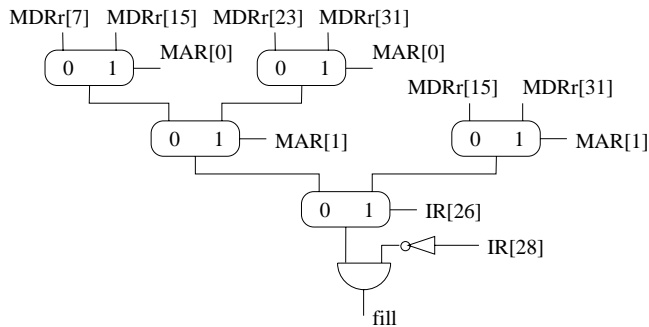 MDRr[7] MDRr[15] MDRr[23] MDRr[31]
0 1 MAR[0] 0 1 MAR[0]
MDRr[15] MDRr[31]
0 1 MAR[1] 0 1 MAR[1]
0 1 IR[26]
IR[28]
fill